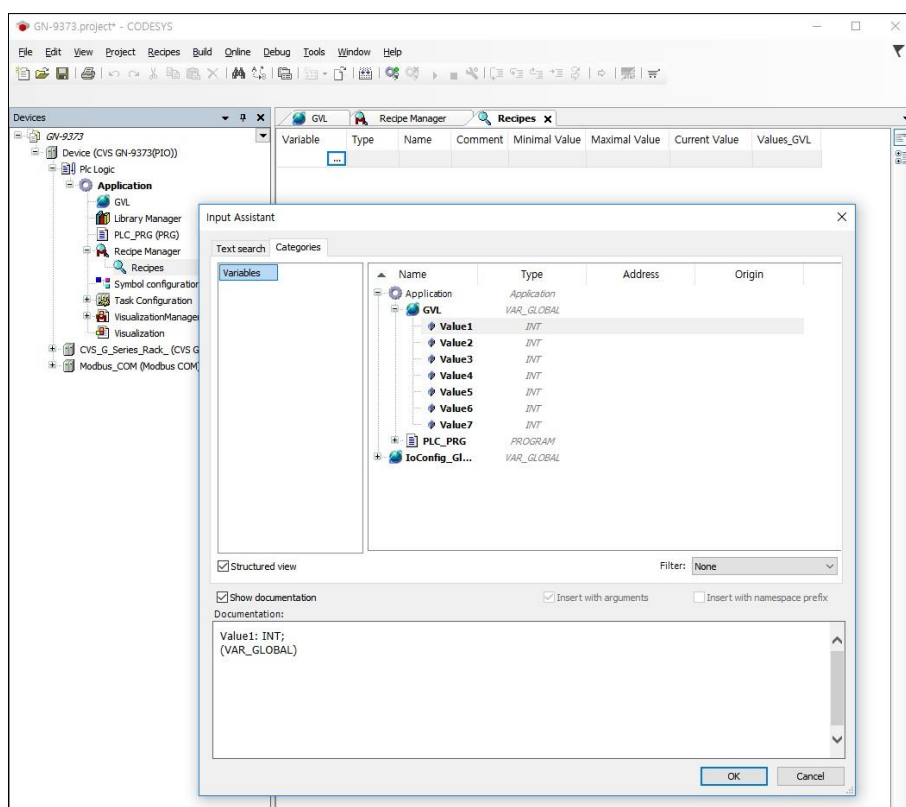 GN-9373.project* - CODESYS
File Edit View Project Recipes Build Online Debug Tools Window Help
Devices
GN-9373
Device (CVS GN-9373(PIO))
Plc Logic
Application
GVL
Library Manager
PLC_PRG (PRG)
Recipe Manager
Recipes
Symbol configuration
Task Configuration
VisualizationManager
Visualization
CVS_G_Series_Rack_ (CVS G
Modbus_COM (Modbus COM)
GVL Recipe Manager Recipes
Variable Type Name Comment Minimal Value Maximal Value Current Value Values_GVL
...
Input Assistant
Text search Categories
Variables
Name Type Address Origin
Application Application
GVL VAR_GLOBAL
Value1 INT
Value2 INT
Value3 INT
Value4 INT
Value5 INT
Value6 INT
Value7 INT
PLC_PRG PROGRAM
IoConfig_Gl... VAR_GLOBAL
Structured view
Filter: None
Show documentation Insert with arguments Insert with namespace prefix
Documentation:
Value1: INT;
(VAR_GLOBAL)
OK Cancel